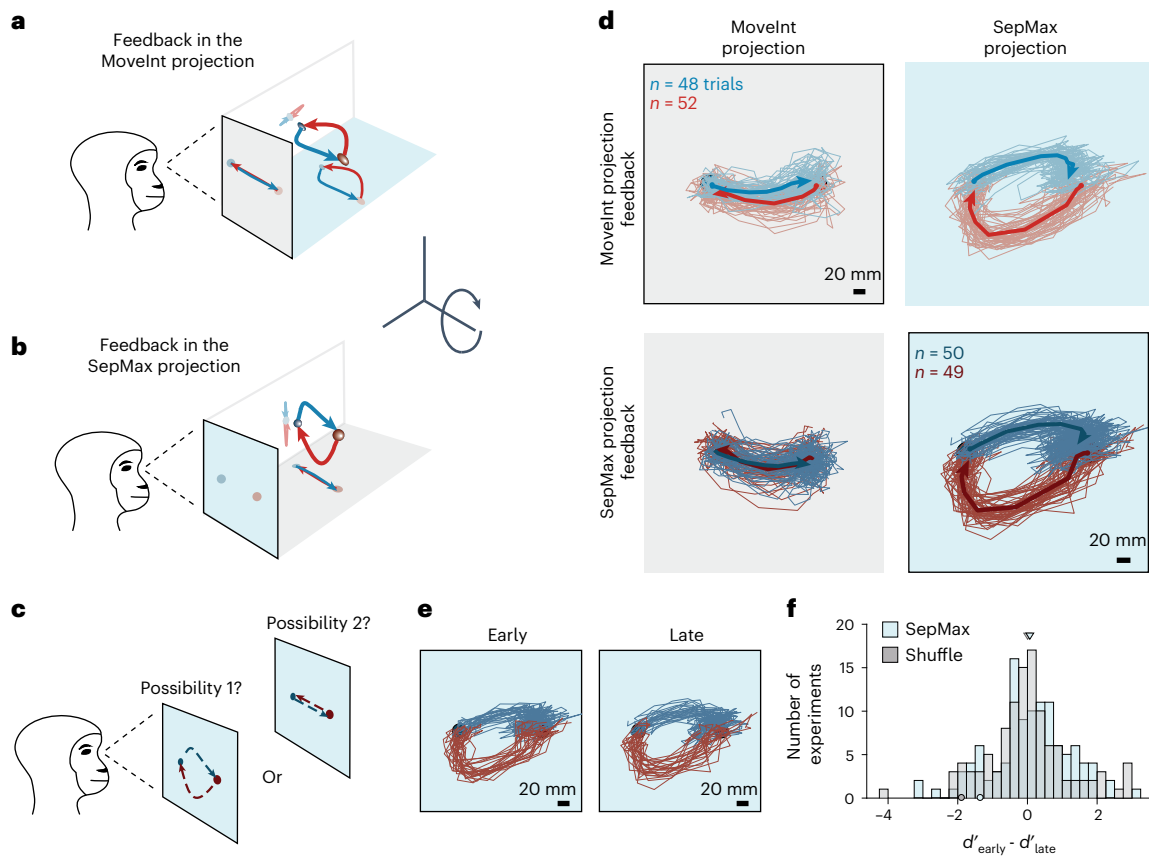 a
Feedback in the
MoveInt projection
b
Feedback in the
SepMax projection
c
Possibility 1?
Or
Possibility 2?
d
MoveInt
projection
SepMax
projection
MoveInt projection
feedback
n = 48 trials
n = 52
20 mm
SepMax projection
feedback
n = 50
n = 49
20 mm
e
Early
Late
20 mm
20 mm
f
SepMax
Shuffle
Number of
experiments
20
15
10
5
0
−4
−2
0
2
d′early - d′late